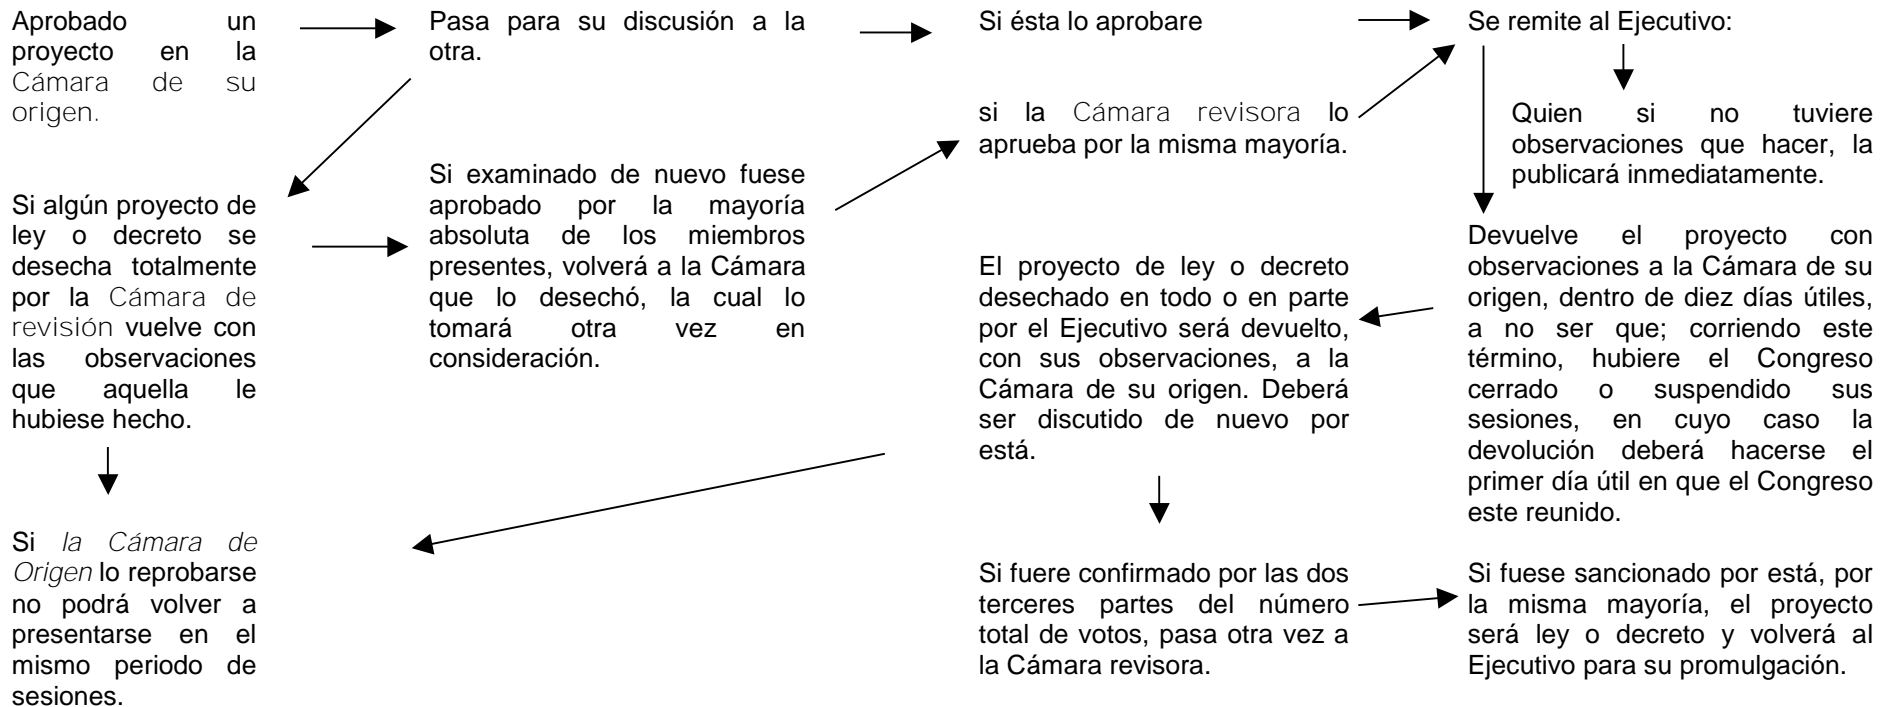 Aprobado un
proyecto en la
Cámara de su
origen.
Pasa para su discusión a la
otra.
Si ésta lo aprobare
Se remite al Ejecutivo:
si la Cámara revisora lo
aprueba por la misma mayoría.
Quien si no tuviere
observaciones que hacer, la
publicará inmediatamente.
Si algún proyecto de
ley o decreto se
desecha totalmente
por la Cámara de
revisión vuelve con
las observaciones
que aquella le
hubiese hecho.
Si examinado de nuevo fuese
aprobado por la mayoría
absoluta de los miembros
presentes, volverá a la Cámara
que lo desechó, la cual lo
tomará otra vez en
consideración.
El proyecto de ley o decreto
desechado en todo o en parte
por el Ejecutivo será devuelto,
con sus observaciones, a la
Cámara de su origen. Deberá
ser discutido de nuevo por
está.
Devuelve el proyecto con
observaciones a la Cámara de su
origen, dentro de diez días útiles,
a no ser que; corriendo este
término, hubiere el Congreso
cerrado o suspendido sus
sesiones, en cuyo caso la
devolución deberá hacerse el
primer día útil en que el Congreso
este reunido.
Si la Cámara de
Origen lo reprobarse
no podrá volver a
presentarse en el
mismo periodo de
sesiones.
Si fuere confirmado por las dos
terceres partes del número
total de votos, pasa otra vez a
la Cámara revisora.
Si fuese sancionado por está, por
la misma mayoría, el proyecto
será ley o decreto y volverá al
Ejecutivo para su promulgación.